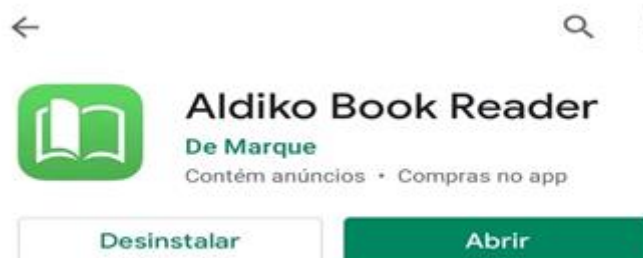 Aldiko Book Reader
De Marque
Contém anúncios • Compras no app
Desinstalar
Abrir